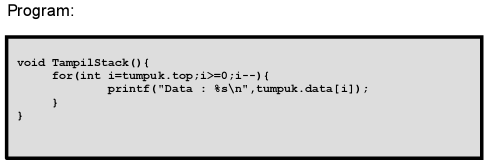 Program:
void TampilStack(){
for(int i=tumpuk.top;i>=0;i--){
printf("Data : %s\n",tumpuk.data[i]);
}
}